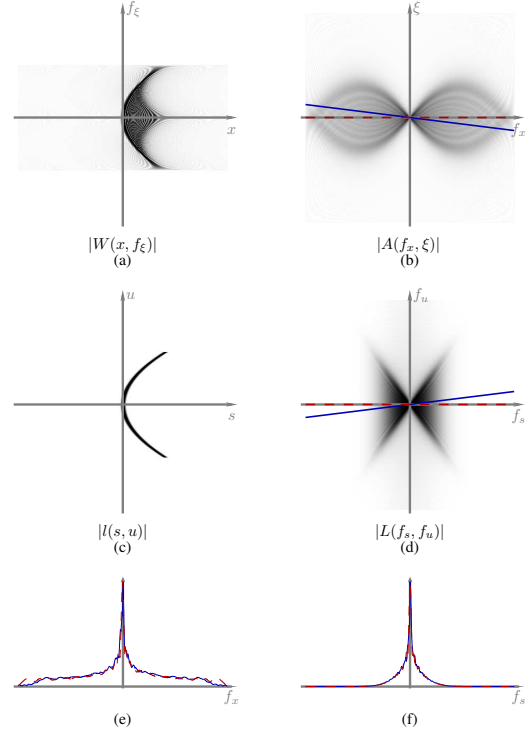 f_ξ
ξ
x
f_x
|W(x, f_ξ)|
|A(f_x, ξ)|
(a)
(b)
u
f_u
s
f_s
|l(s, u)|
|L(f_s, f_u)|
(c)
(d)
f_x
f_s
(e)
(f)